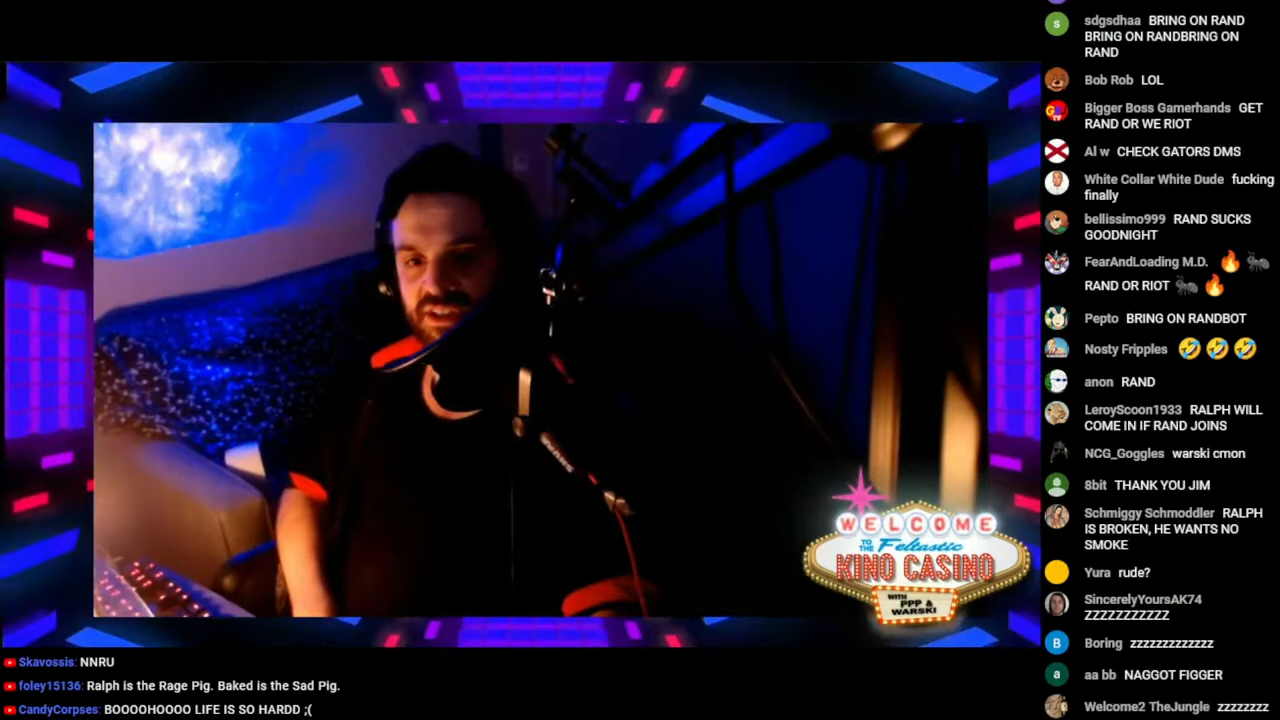 sdgsdhaa BRING ON RAND
BRING ON RANDBRING ON
RAND
Bob Rob LOL
Bigger Boss Gamerhands GET
RAND OR WE RIOT
Al w CHECK GATORS DMS
White Collar White Dude fucking
finally
bellissimo999 RAND SUCKS
GOODNIGHT
FearAndLoading M.D. 🔥 🐜
RAND OR RIOT 🐜 🔥
Pepto BRING ON RANDBOT
Nosty Fripples 🤣 🤣 🤣
anon RAND
LeroyScoon1933 RALPH WILL
COME IN IF RAND JOINS
NCG_Goggles warski cmon
8bit THANK YOU JIM
Schmiggy Schmoddler RALPH
IS BROKEN, HE WANTS NO
SMOKE
Yura rude?
SincerelyYoursAK74
ZZZZZZZZZZZ
B Boring zzzzzzzzzzzzz
a aa bb NAGGOT FIGGER
Welcome2 TheJungle zzzzzzzz
WELCOME
TO THE Feltastic
KINO CASINO
WITH
PPP &
WARSKI
Skavossis: NNRU
foley15136: Ralph is the Rage Pig. Baked is the Sad Pig.
CandyCorpses: BOOOOHOOOO LIFE IS SO HARDD ;(